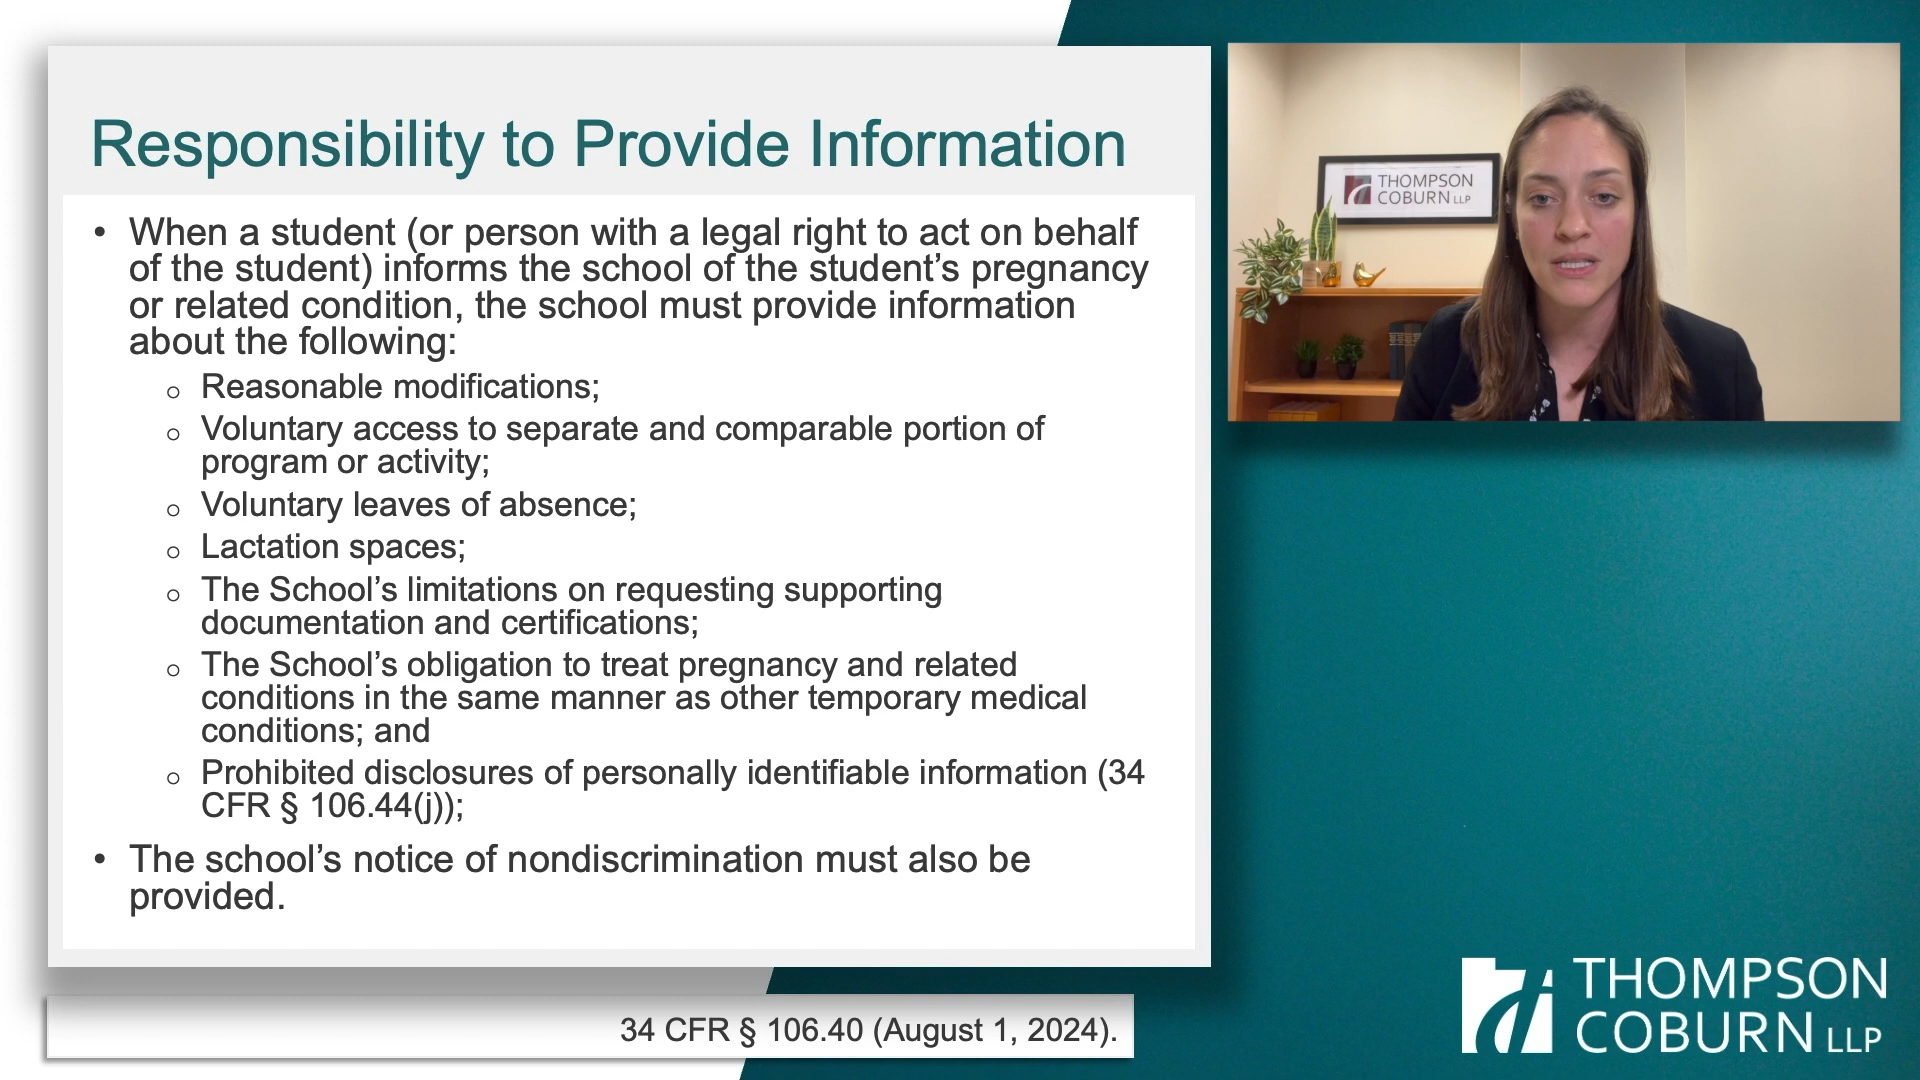 Responsibility to Provide Information
• When a student (or person with a legal right to act on behalf
of the student) informs the school of the student’s pregnancy
or related condition, the school must provide information
about the following:
o Reasonable modifications;
o Voluntary access to separate and comparable portion of
program or activity;
o Voluntary leaves of absence;
o Lactation spaces;
o The School’s limitations on requesting supporting
documentation and certifications;
o The School’s obligation to treat pregnancy and related
conditions in the same manner as other temporary medical
conditions; and
o Prohibited disclosures of personally identifiable information (34
CFR § 106.44(j));
• The school’s notice of nondiscrimination must also be
provided.
34 CFR § 106.40 (August 1, 2024).
THOMPSON
COBURN LLP
THOMPSON
COBURN LLP